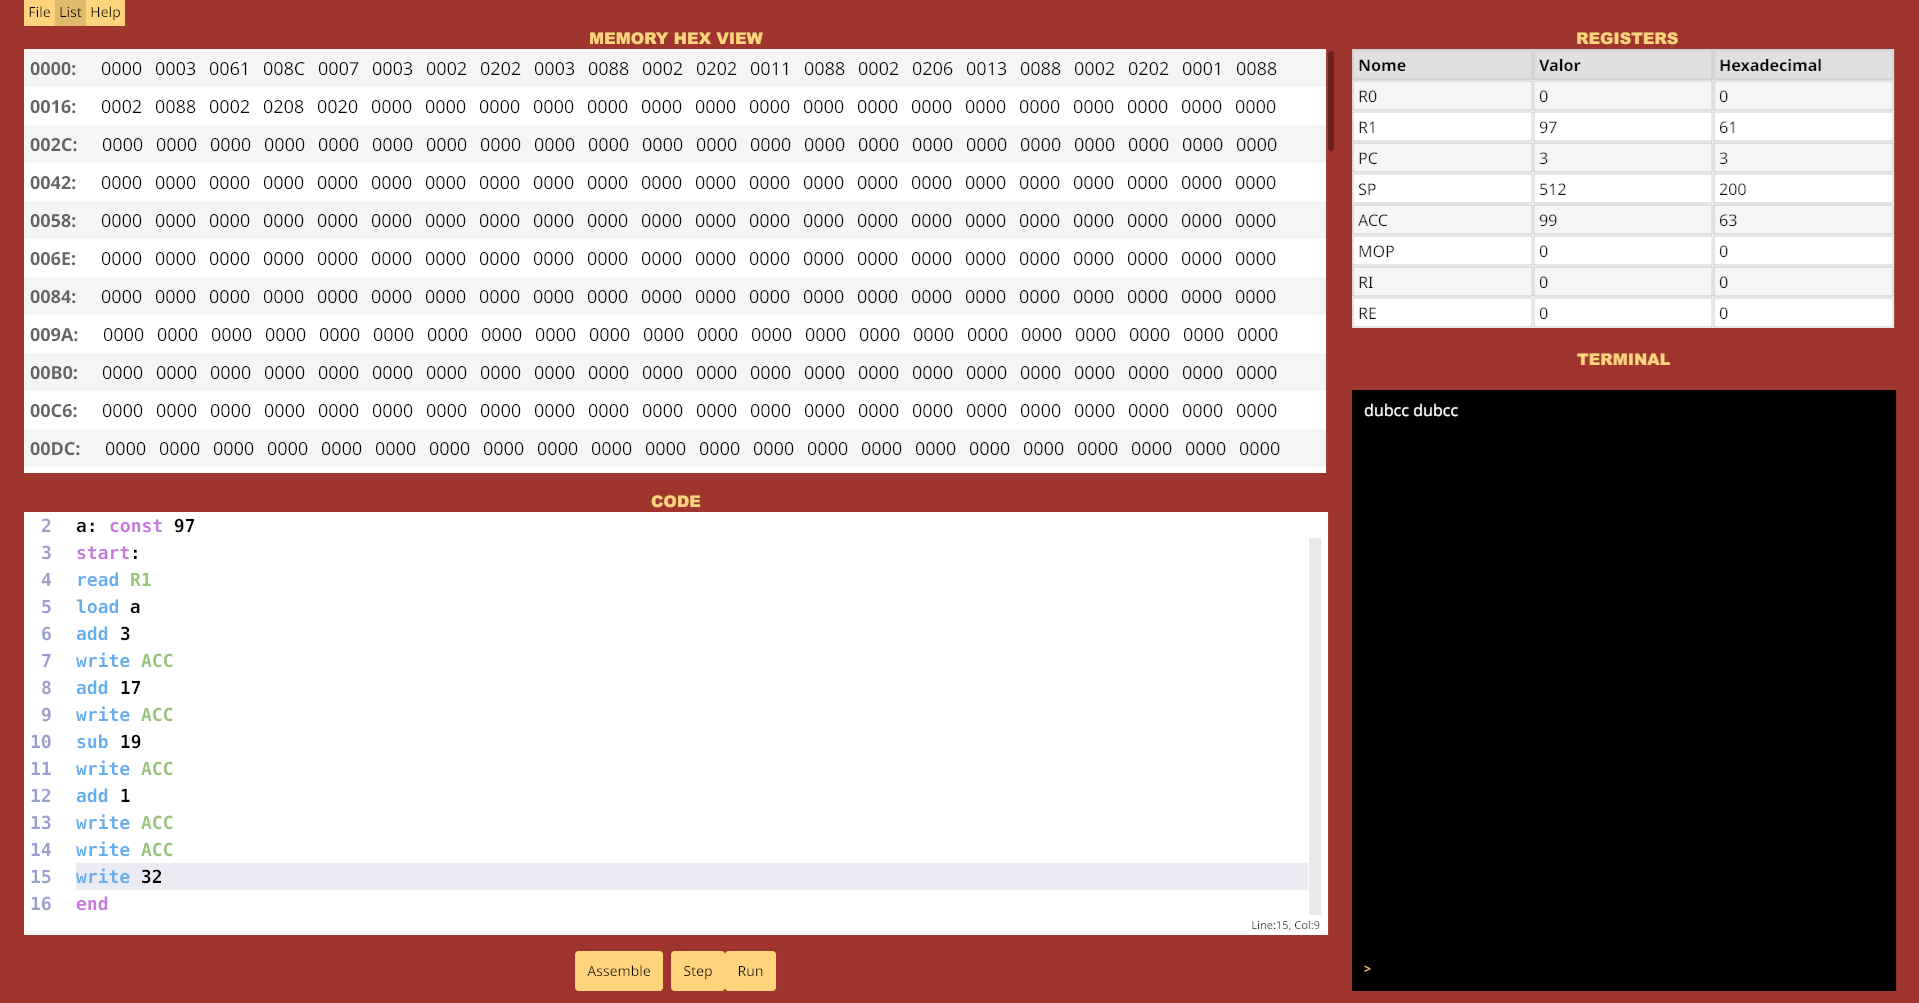 File List Help
MEMORY HEX VIEW
0000: 0000 0003 0061 008C 0007 0003 0002 0202 0003 0088 0002 0202 0011 0088 0002 0206 0013 0088 0002 0202 0001 0088
0016: 0002 0088 0002 0208 0020 0000 0000 0000 0000 0000 0000 0000 0000 0000 0000 0000 0000 0000 0000 0000 0000 0000
002C: 0000 0000 0000 0000 0000 0000 0000 0000 0000 0000 0000 0000 0000 0000 0000 0000 0000 0000 0000 0000 0000 0000
0042: 0000 0000 0000 0000 0000 0000 0000 0000 0000 0000 0000 0000 0000 0000 0000 0000 0000 0000 0000 0000 0000 0000
0058: 0000 0000 0000 0000 0000 0000 0000 0000 0000 0000 0000 0000 0000 0000 0000 0000 0000 0000 0000 0000 0000 0000
006E: 0000 0000 0000 0000 0000 0000 0000 0000 0000 0000 0000 0000 0000 0000 0000 0000 0000 0000 0000 0000 0000 0000
0084: 0000 0000 0000 0000 0000 0000 0000 0000 0000 0000 0000 0000 0000 0000 0000 0000 0000 0000 0000 0000 0000 0000
009A: 0000 0000 0000 0000 0000 0000 0000 0000 0000 0000 0000 0000 0000 0000 0000 0000 0000 0000 0000 0000 0000 0000
00B0: 0000 0000 0000 0000 0000 0000 0000 0000 0000 0000 0000 0000 0000 0000 0000 0000 0000 0000 0000 0000 0000 0000
00C6: 0000 0000 0000 0000 0000 0000 0000 0000 0000 0000 0000 0000 0000 0000 0000 0000 0000 0000 0000 0000 0000 0000
00DC: 0000 0000 0000 0000 0000 0000 0000 0000 0000 0000 0000 0000 0000 0000 0000 0000 0000 0000 0000 0000 0000 0000
CODE
2 a: const 97
3 start:
4 read R1
5 load a
6 add 3
7 write ACC
8 add 17
9 write ACC
10 sub 19
11 write ACC
12 add 1
13 write ACC
14 write ACC
15 write 32
16 end
Line:15, Col:9
Assemble Step Run
REGISTERS
Nome Valor Hexadecimal
R0 0 0
R1 97 61
PC 3 3
SP 512 200
ACC 99 63
MOP 0 0
RI 0 0
RE 0 0
TERMINAL
dubcc dubcc
>